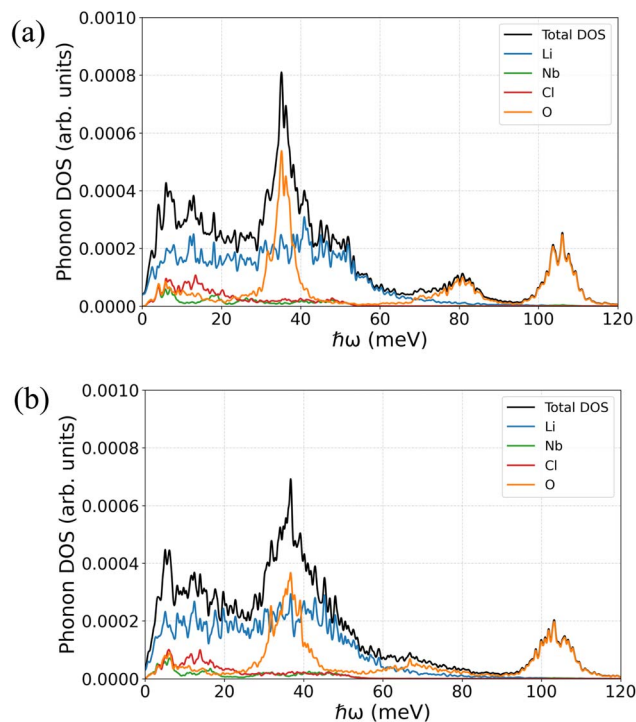 (a)
Phonon DOS (arb. units)
0.0010
0.0008
0.0006
0.0004
0.0002
0.0000
Total DOS
Li
Nb
Cl
O
0 20 40 60 80 100 120
ħω (meV)
(b)
Phonon DOS (arb. units)
0.0010
0.0008
0.0006
0.0004
0.0002
0.0000
Total DOS
Li
Nb
Cl
O
0 20 40 60 80 100 120
ħω (meV)